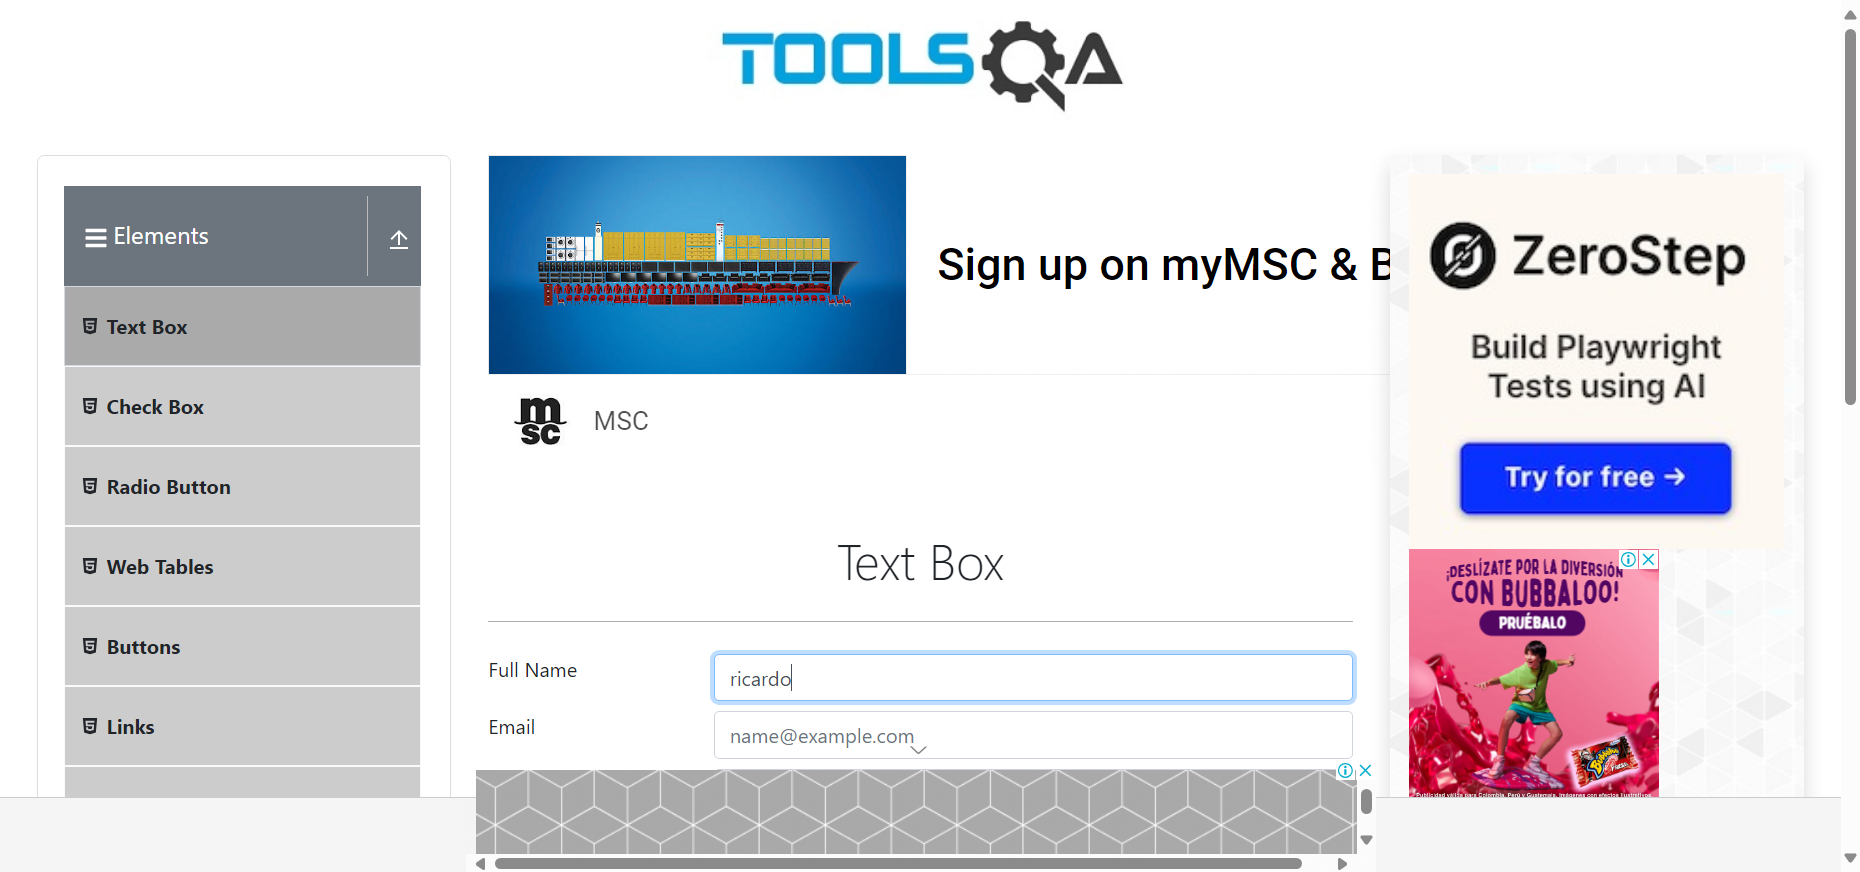 TOOLSQA
Elements
Text Box
Check Box
Radio Button
Web Tables
Buttons
Links
Sign up on myMSC & B
msc
MSC
Text Box
Full Name
ricardo
Email
name@example.com
ZeroStep
Build Playwright
Tests using AI
Try for free →
¡DESLÍZATE POR LA DIVERSIÓN
CON BUBBALOO!
PRUÉBALO